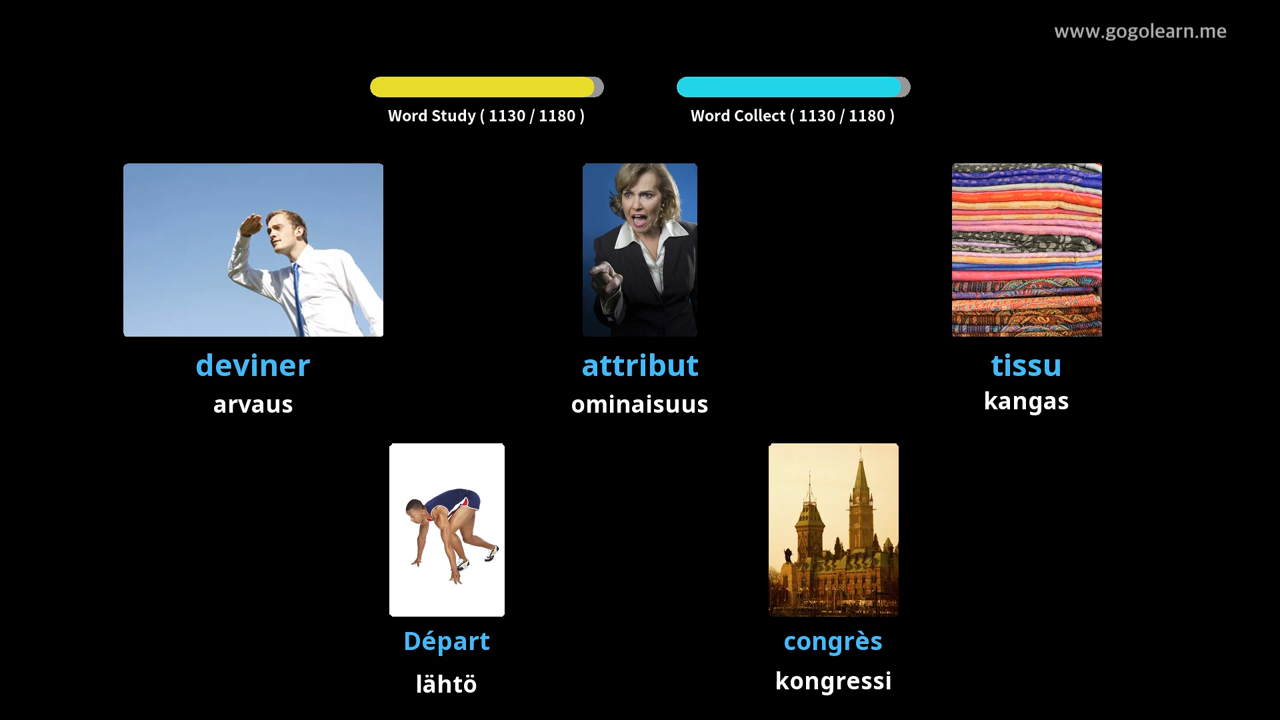 www.gogolearn.me
Word Study ( 1130 / 1180 )
Word Collect ( 1130 / 1180 )
deviner
arvaus
attribut
ominaisuus
tissu
kangas
Départ
lähtö
congrès
kongressi